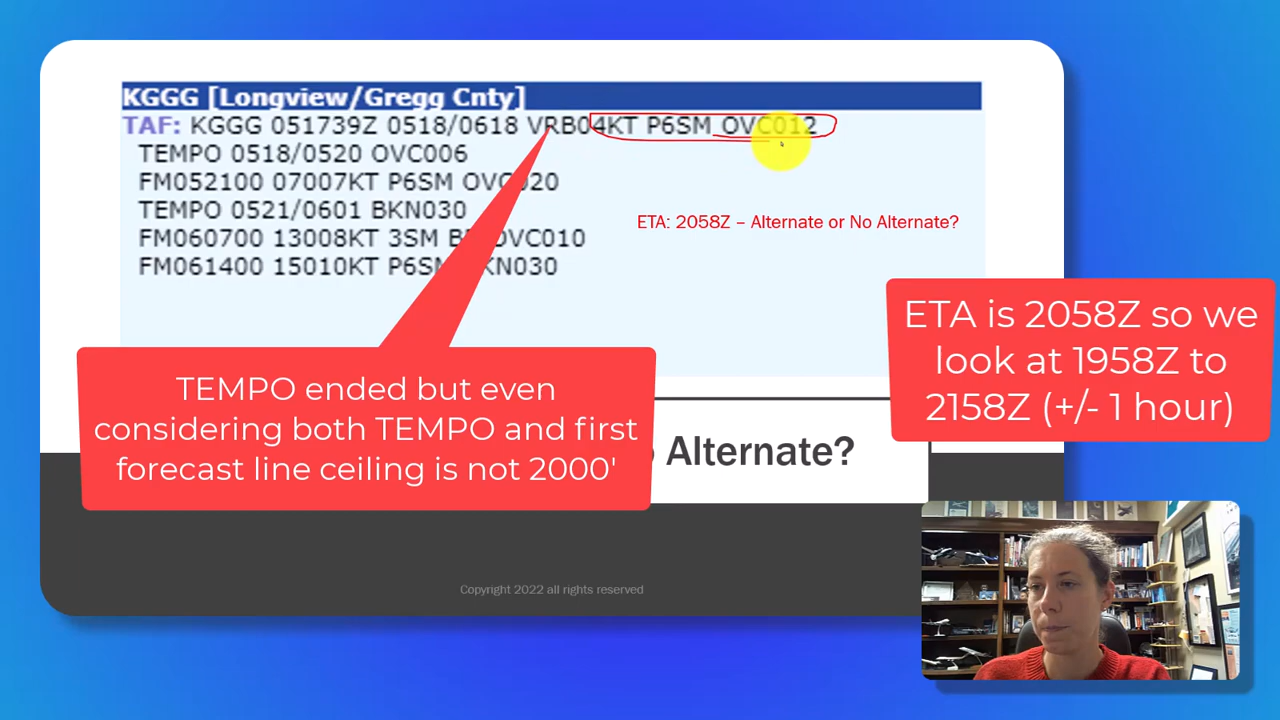 KGGG [Longview/Gregg Cnty]
TAF: KGGG 051739Z 0518/0618 VRB04KT P6SM OVC012
TEMPO 0518/0520 OVC006
FM052100 07007KT P6SM OVC020
TEMPO 0521/0601 BKN030
FM060700 13008KT 3SM OVC010
FM061400 15010KT P6SM
ETA: 2058Z – Alternate or No Alternate?
ETA is 2058Z so we
look at 1958Z to
2158Z (+/- 1 hour)
TEMPO ended but even
considering both TEMPO and first
forecast line ceiling is not 2000'
Alternate?
Copyright 2022 all rights reserved